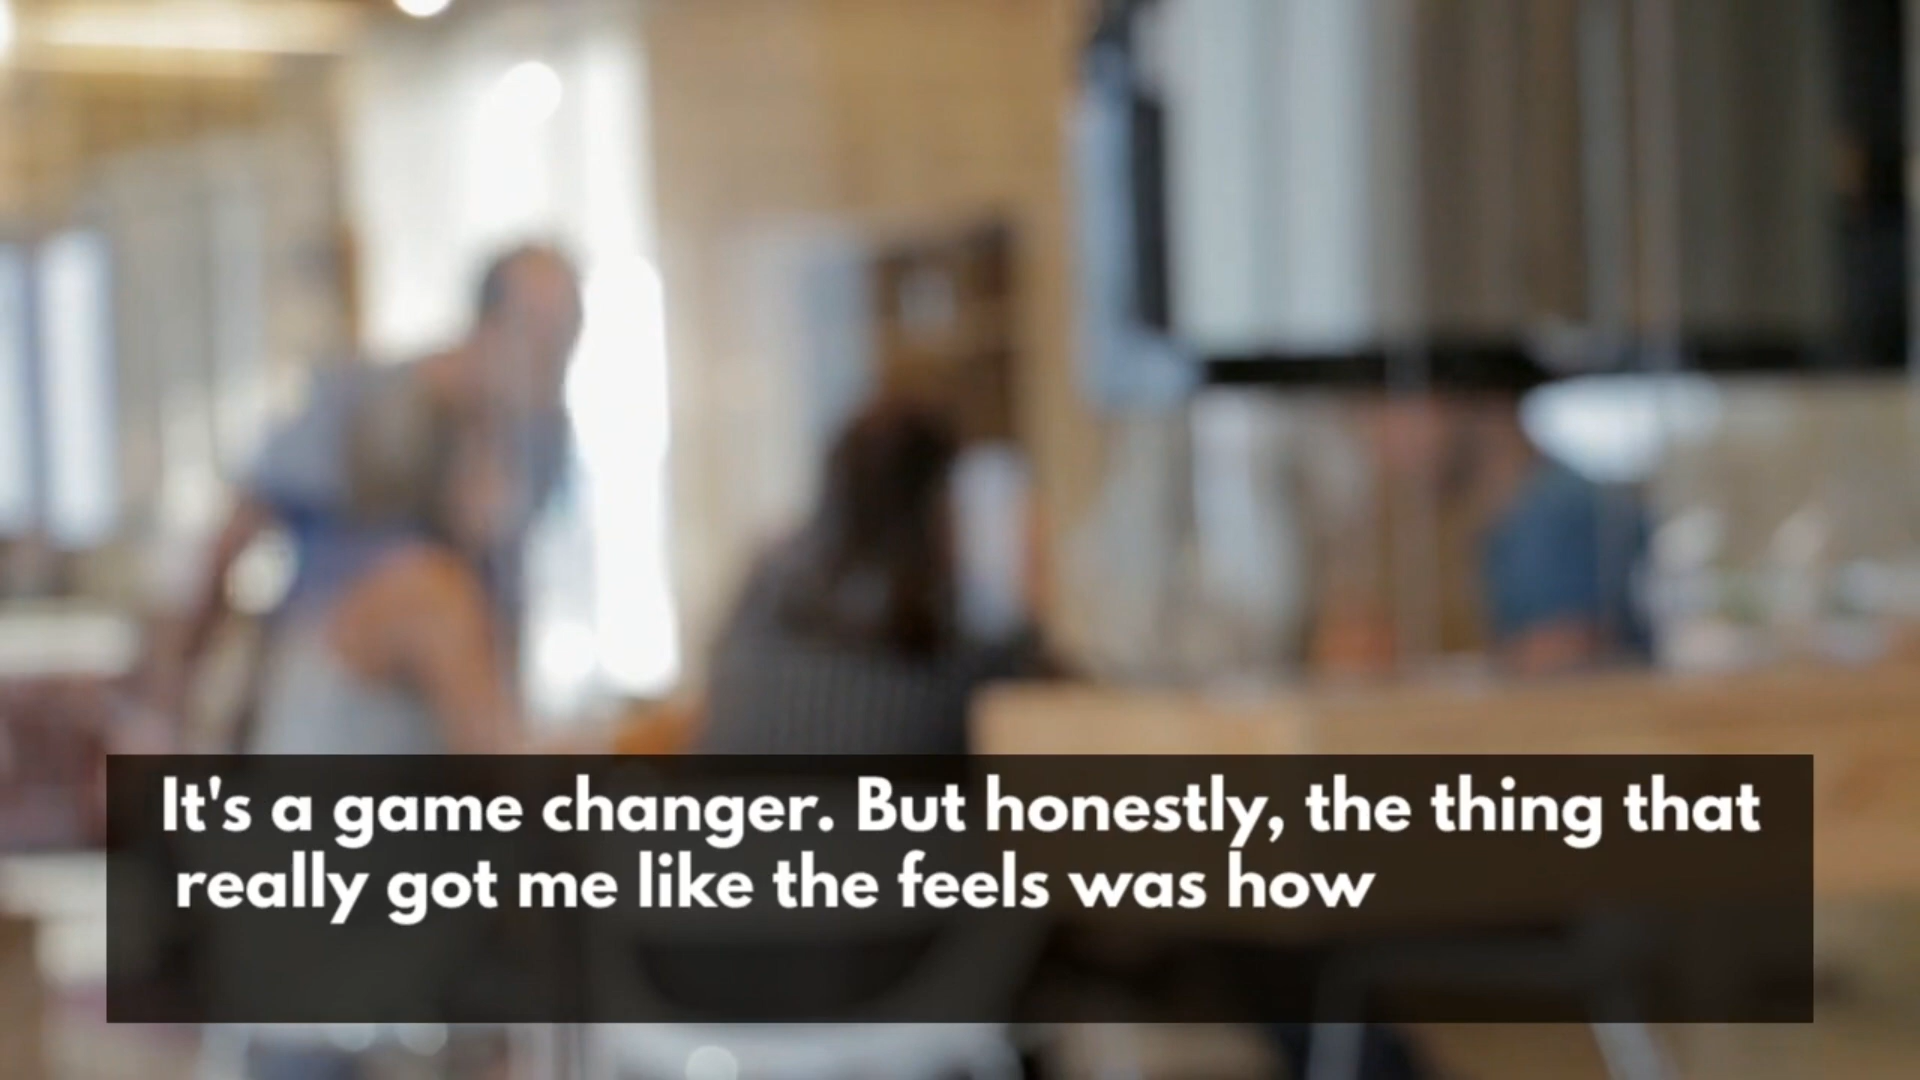 It's a game changer. But honestly, the thing that
really got me like the feels was how